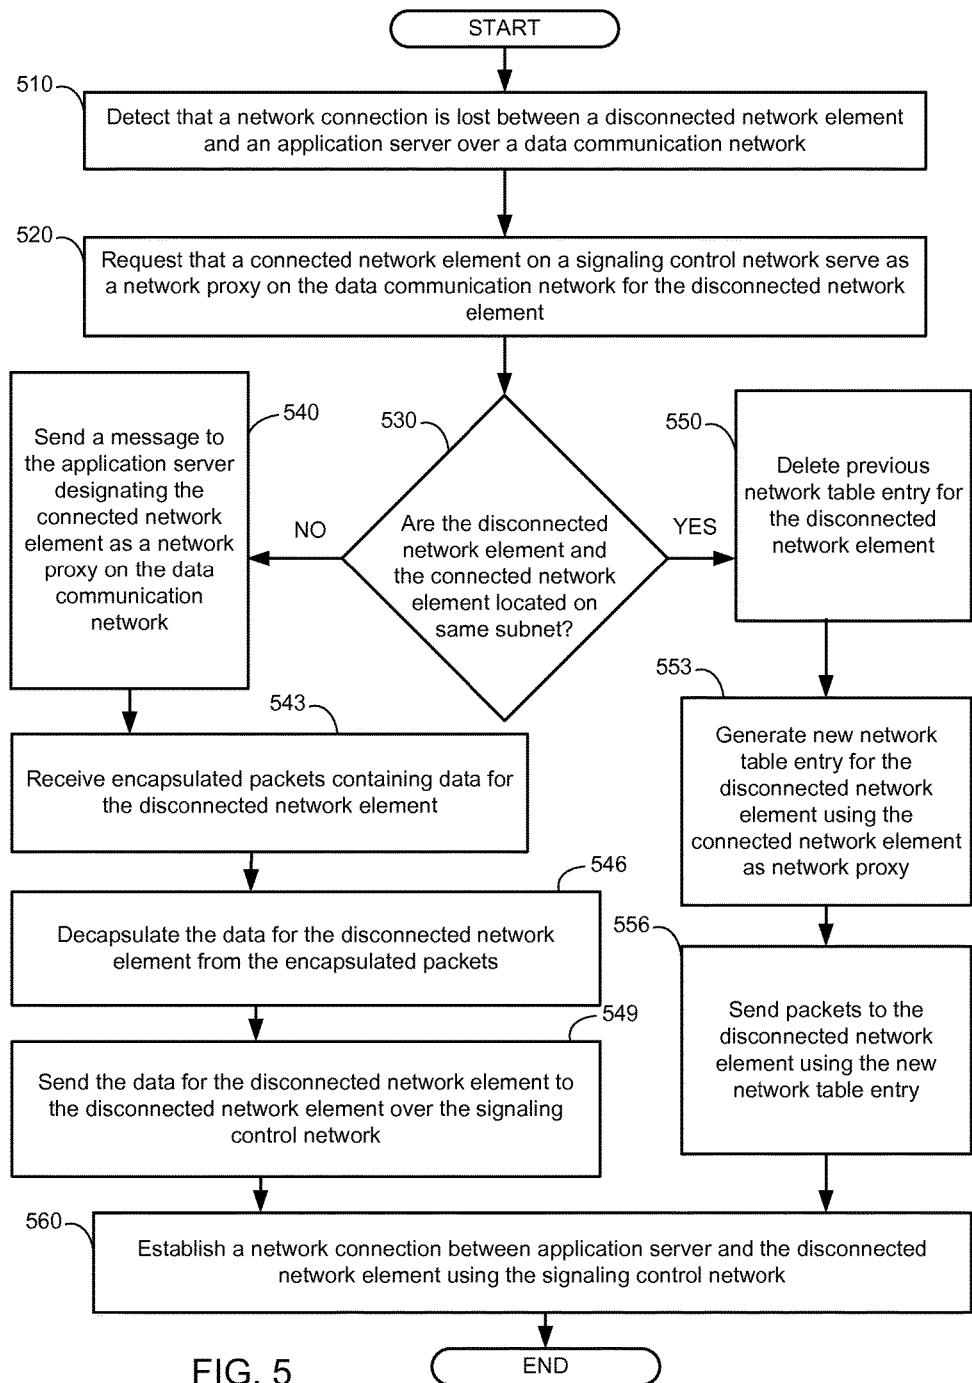 START
510
Detect that a network connection is lost between a disconnected network element
and an application server over a data communication network
520
Request that a connected network element on a signaling control network serve as
a network proxy on the data communication network for the disconnected network
element
540
Send a message to
the application server
designating the
connected network
element as a network
proxy on the data
communication
network
530
Are the disconnected
network element and
the connected network
element located on
same subnet?
NO
YES
550
Delete previous
network table entry for
the disconnected
network element
543
Receive encapsulated packets containing data for
the disconnected network element
553
Generate new network
table entry for the
disconnected network
element using the
connected network element
as network proxy
546
Decapsulate the data for the disconnected network
element from the encapsulated packets
556
Send packets to the
disconnected network
element using the new
network table entry
549
Send the data for the disconnected network element to
the disconnected network element over the signaling
control network
560
Establish a network connection between application server and the disconnected
network element using the signaling control network
END
FIG. 5